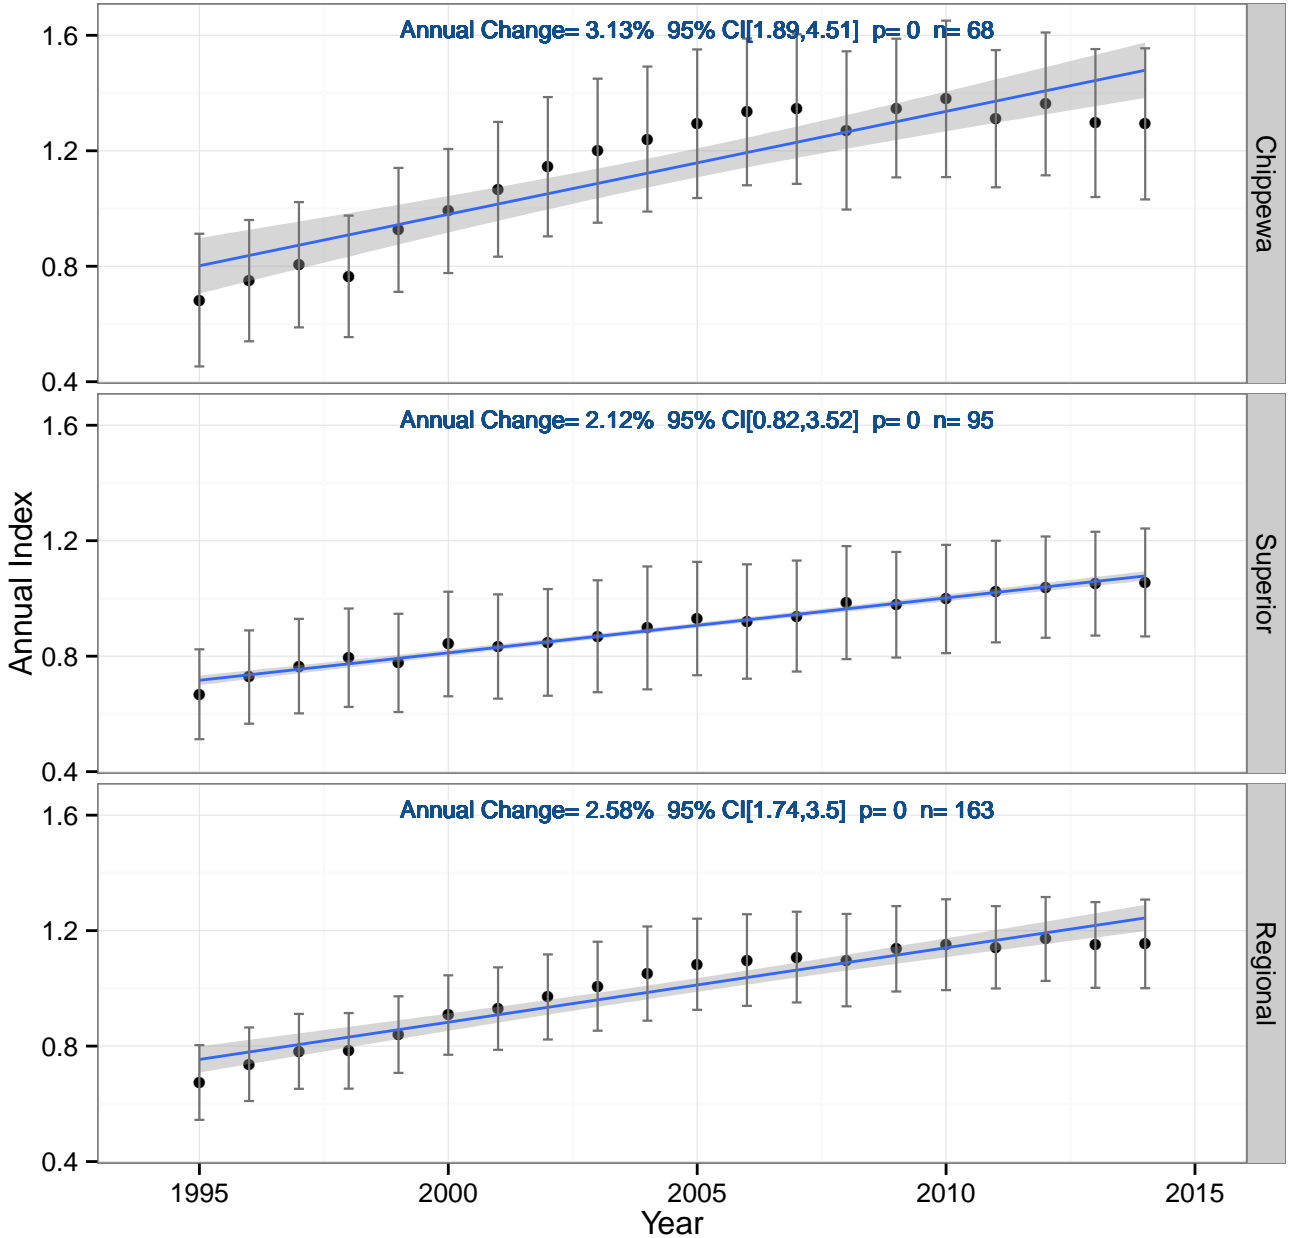 Annual Change= 3.13%  95% CI[1.89,4.51]  p= 0  n= 68
1.6
1.2
0.8
0.4
Chippewa
Annual Change= 2.12%  95% CI[0.82,3.52]  p= 0  n= 95
1.6
1.2
0.8
0.4
Superior
Annual Index
Annual Change= 2.58%  95% CI[1.74,3.5]  p= 0  n= 163
1.6
1.2
0.8
0.4
Regional
1995 2000 2005 2010 2015
Year